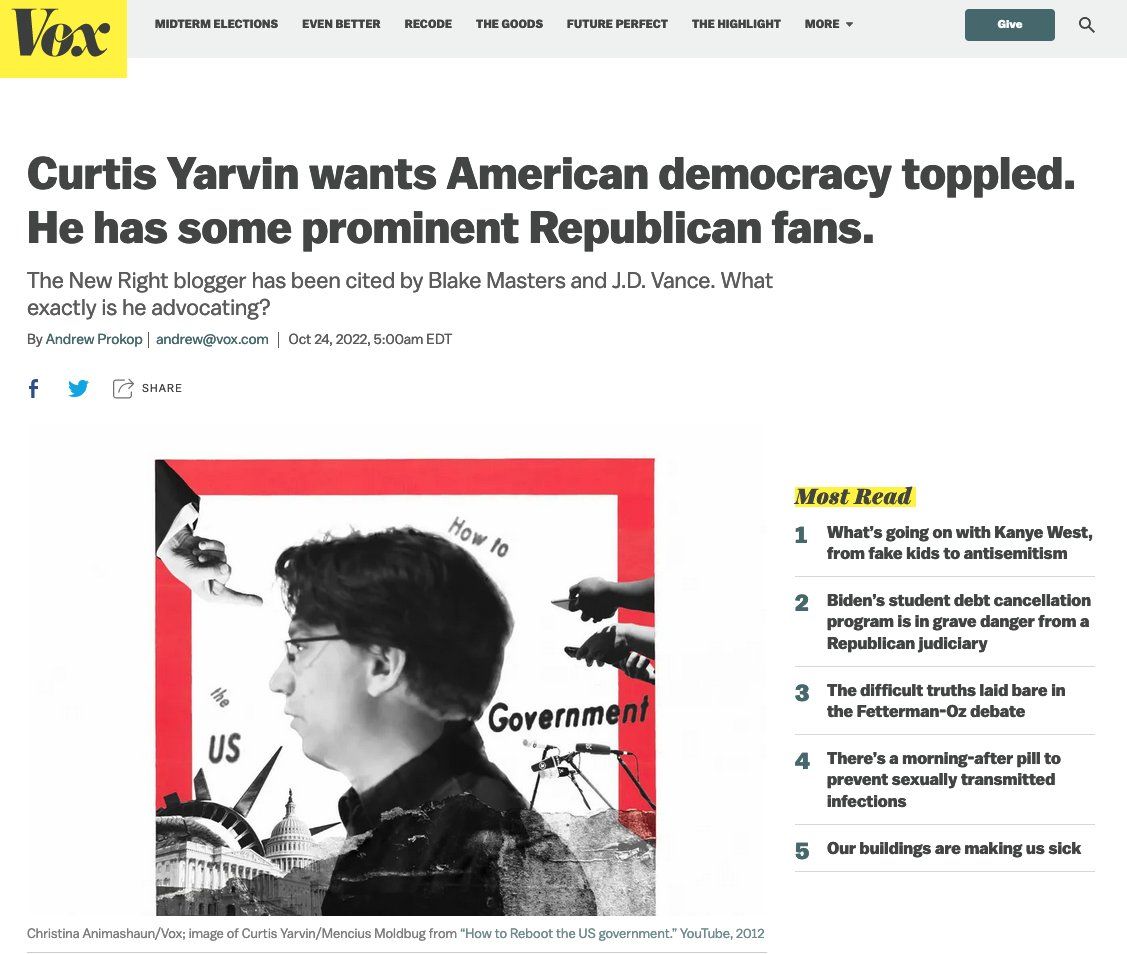 Vox
MIDTERM ELECTIONS
EVEN BETTER
RECODE
THE GOODS
FUTURE PERFECT
THE HIGHLIGHT
MORE
Give
Curtis Yarvin wants American democracy toppled.
He has some prominent Republican fans.
The New Right blogger has been cited by Blake Masters and J.D. Vance. What
exactly is he advocating?
By Andrew Prokop | andrew@vox.com | Oct 24, 2022, 5:00am EDT
f
SHARE
How to
the
US
Government
Christina Animashaun/Vox; image of Curtis Yarvin/Mencius Moldbug from “How to Reboot the US government.” YouTube, 2012
Most Read
1 What’s going on with Kanye West,
from fake kids to antisemitism
2 Biden’s student debt cancellation
program is in grave danger from a
Republican judiciary
3 The difficult truths laid bare in
the Fetterman-Oz debate
4 There’s a morning-after pill to
prevent sexually transmitted
infections
5 Our buildings are making us sick